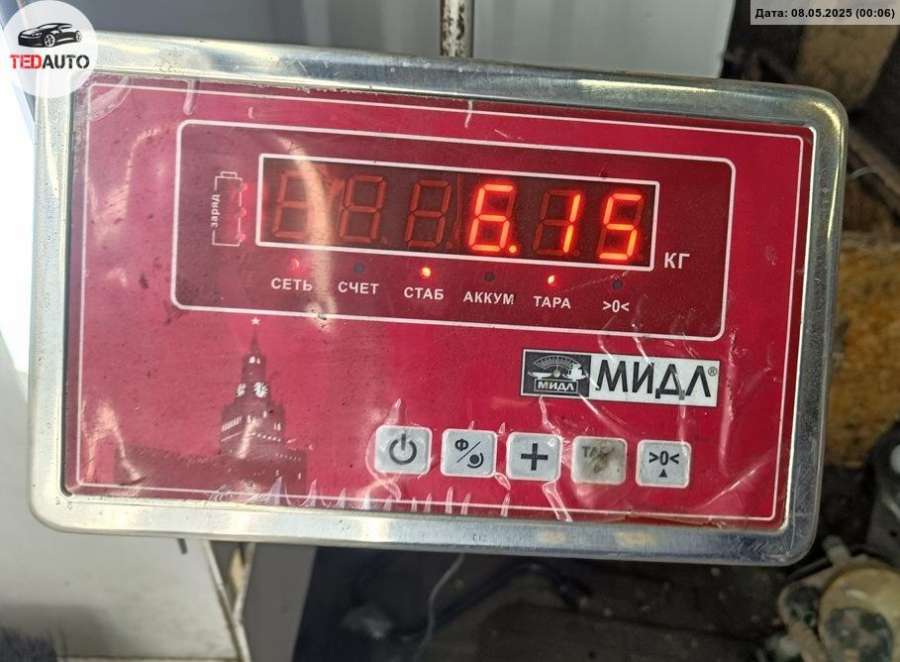 Дата: 08.05.2025 (00:06)
TEDAUTO
заряд
6.15
КГ
СЕТЬ СЧЕТ СТАБ АККУМ ТАРА >0<
МИДЛ МИДЛ®
Ф/ + >0<